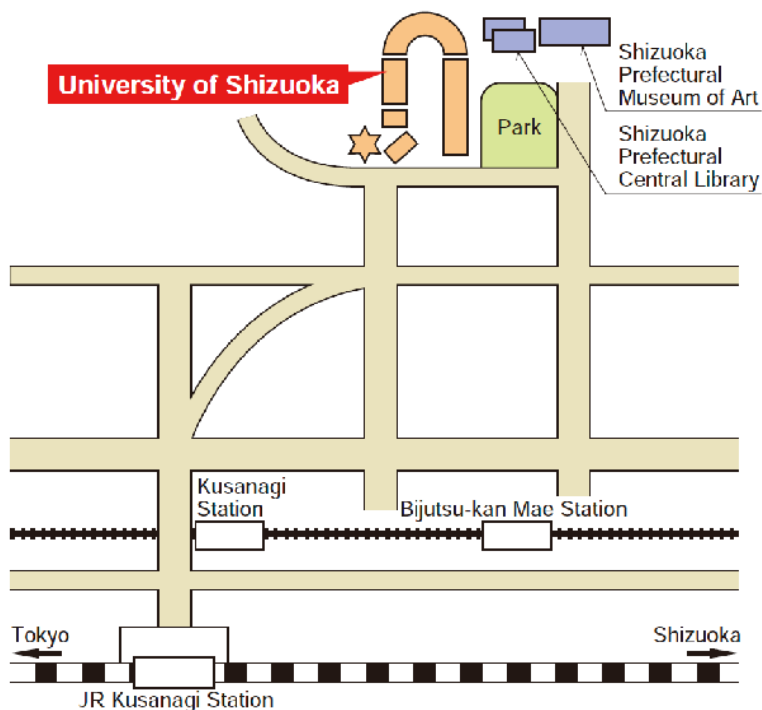 University of Shizuoka
Shizuoka
Prefectural
Museum of Art
Park
Shizuoka
Prefectural
Central Library
Kusanagi
Station
Bijutsu-kan Mae Station
Tokyo
Shizuoka
JR Kusanagi Station